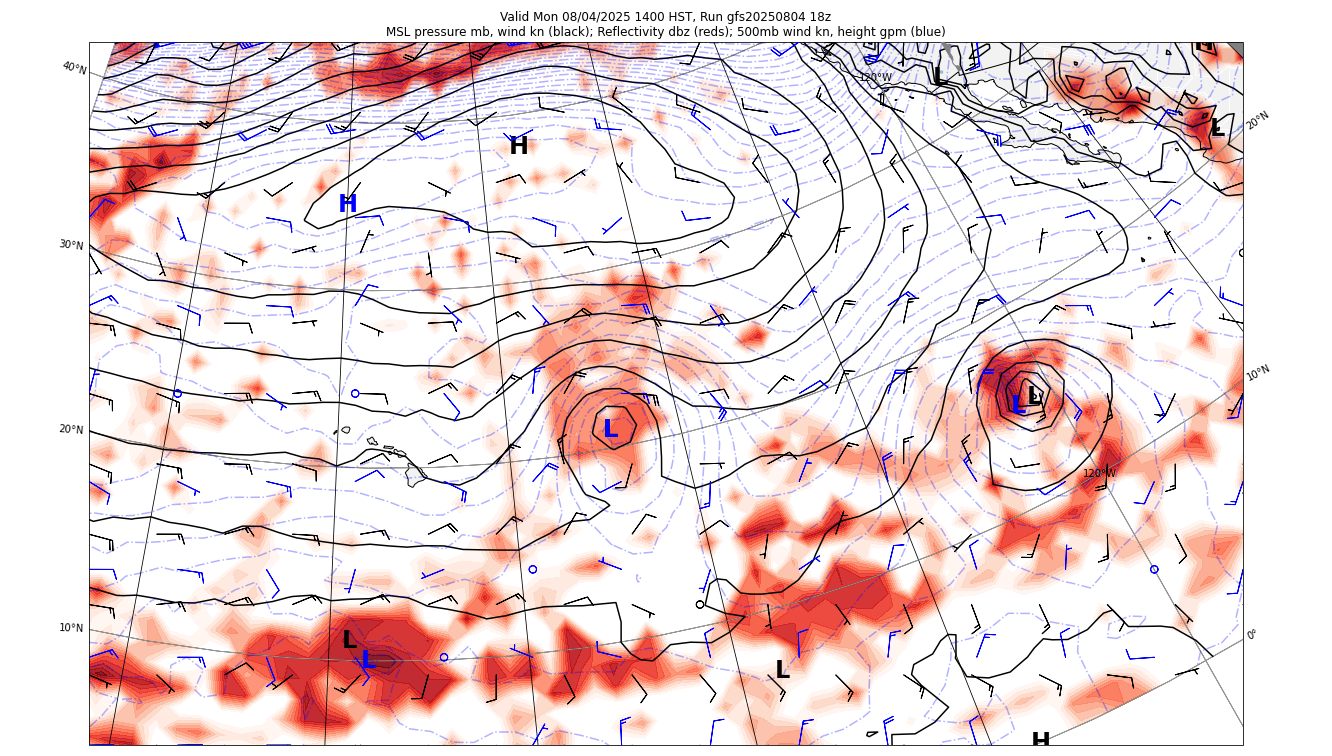 Valid Mon 08/04/2025 1400 HST, Run gfs20250804 18z
MSL pressure mb, wind kn (black); Reflectivity dbz (reds); 500mb wind kn, height gpm (blue)
H
40°N
120°W
L
20°N
L
H
H
30°N
10°N
L
L
20°N
L
120°W
10°N
0°
L
L
L
H